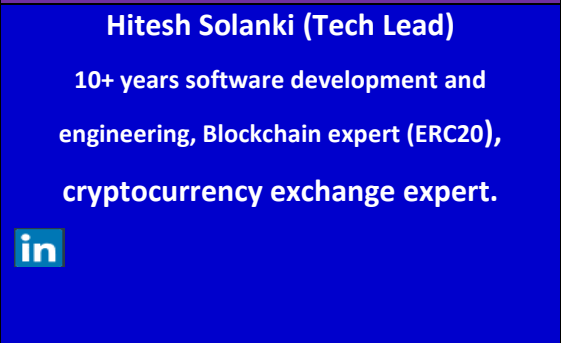 Hitesh Solanki (Tech Lead)
10+ years software development and
engineering, Blockchain expert (ERC20),
cryptocurrency exchange expert.
in